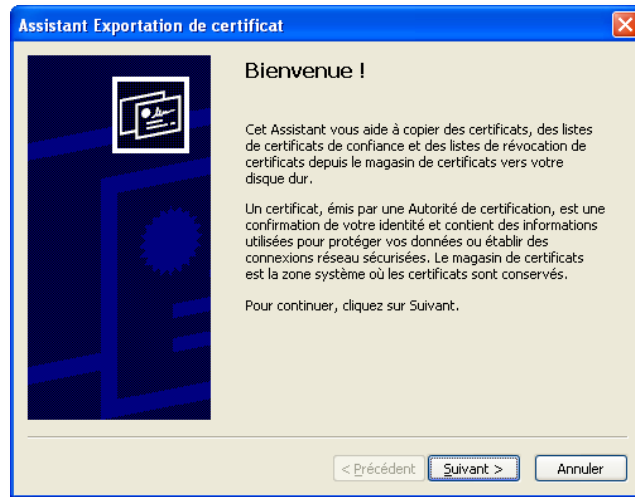 Assistant Exportation de certificat
Bienvenue !
Cet Assistant vous aide à copier des certificats, des listes
de certificats de confiance et des listes de révocation de
certificats depuis le magasin de certificats vers votre
disque dur.
Un certificat, émis par une Autorité de certification, est une
confirmation de votre identité et contient des informations
utilisées pour protéger vos données ou établir des
connexions réseau sécurisées. Le magasin de certificats
est la zone système où les certificats sont conservés.
Pour continuer, cliquez sur Suivant.
< Précédent Suivant > Annuler